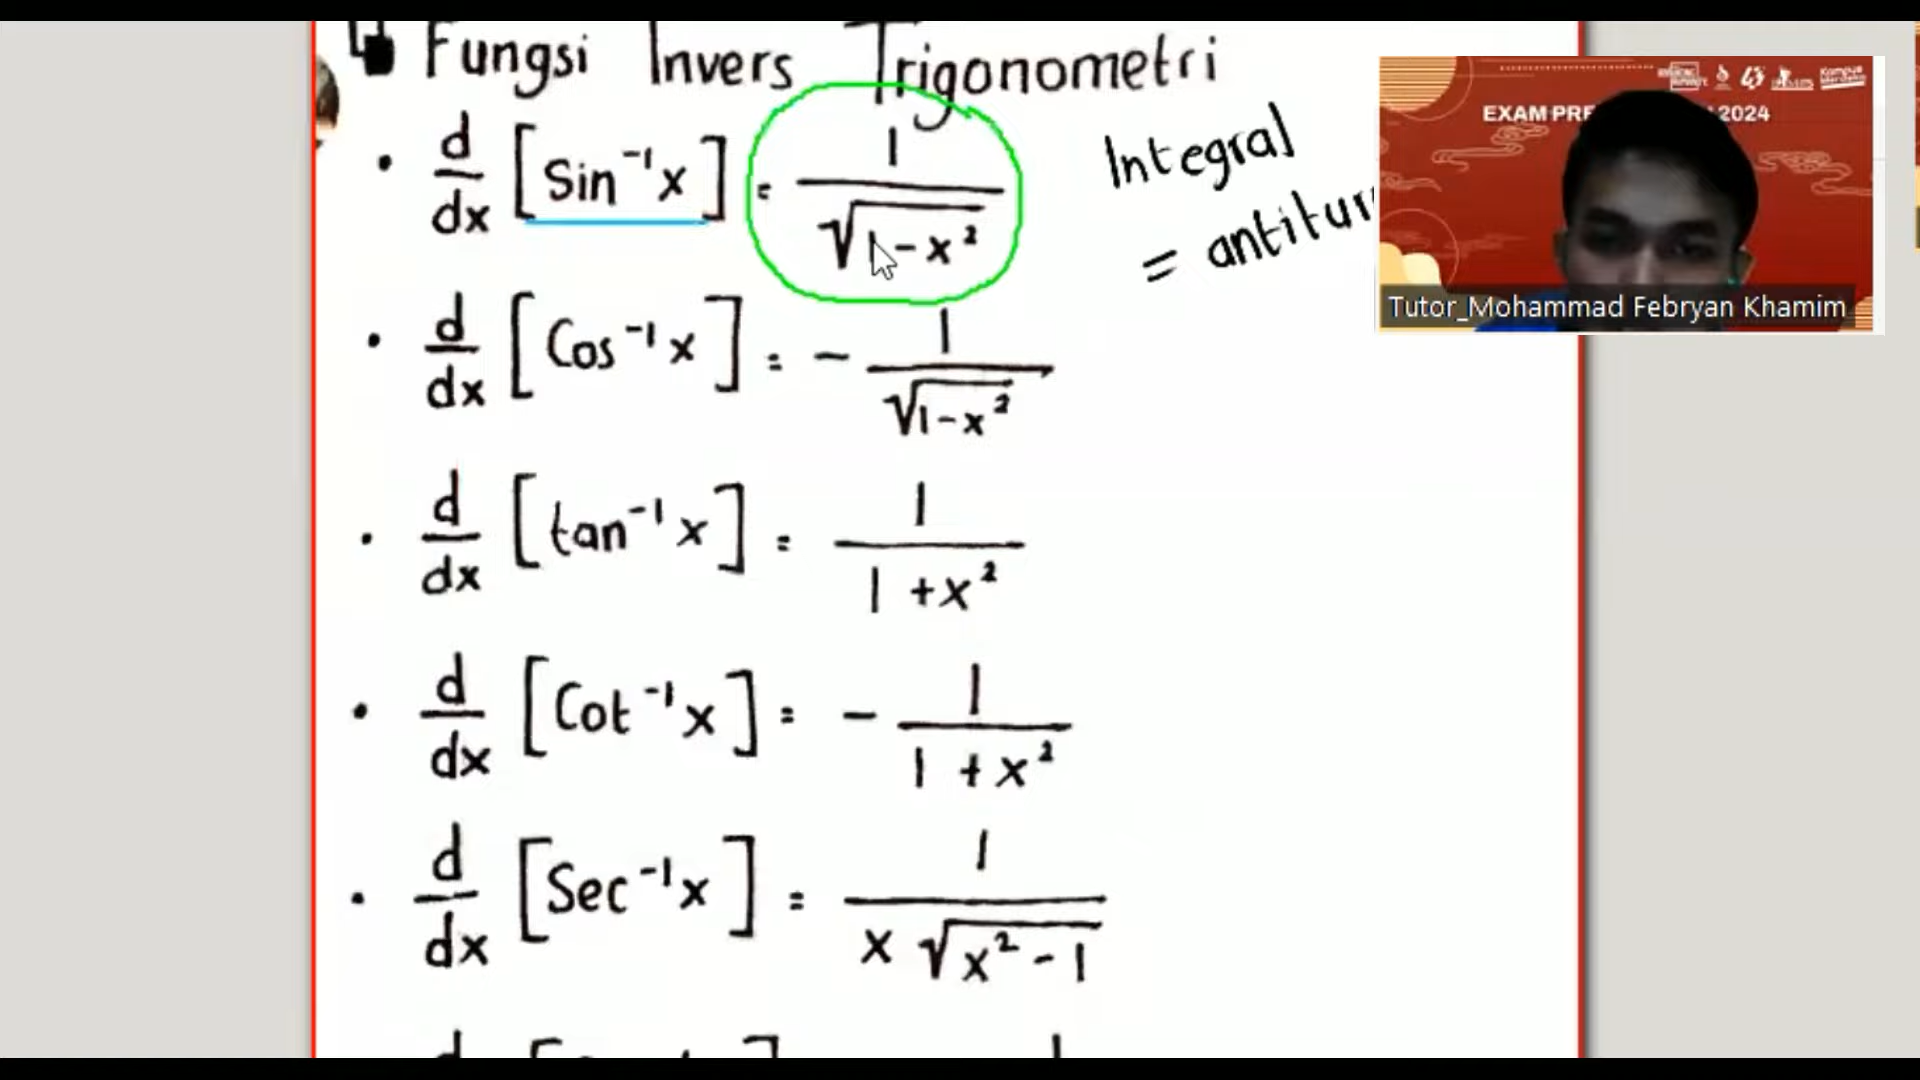 Fungsi Invers Trigonometri
• d/dx [Sin⁻¹x] = 1/√(1-x²)
Integral
= antitur
• d/dx [Cos⁻¹x] = - 1/√(1-x²)
• d/dx [tan⁻¹x] = 1/(1+x²)
• d/dx [Cot⁻¹x] = - 1/(1+x²)
• d/dx [Sec⁻¹x] = 1/(x√(x²-1))
EXAM PRE 2024
Tutor_Mohammad Febryan Khamim